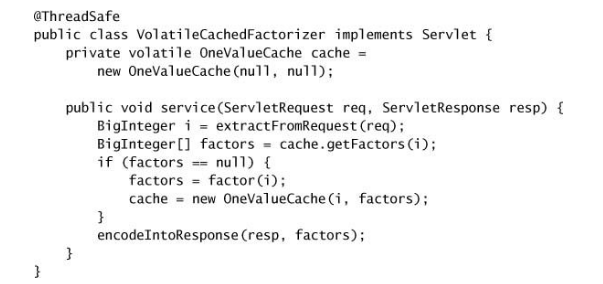 @ThreadSafe
public class VolatileCachedFactorizer implements Servlet {
    private volatile OneValueCache cache =
        new OneValueCache(null, null);

    public void service(ServletRequest req, ServletResponse resp) {
        BigInteger i = extractFromRequest(req);
        BigInteger[] factors = cache.getFactors(i);
        if (factors == null) {
            factors = factor(i);
            cache = new OneValueCache(i, factors);
        }
        encodeIntoResponse(resp, factors);
    }
}